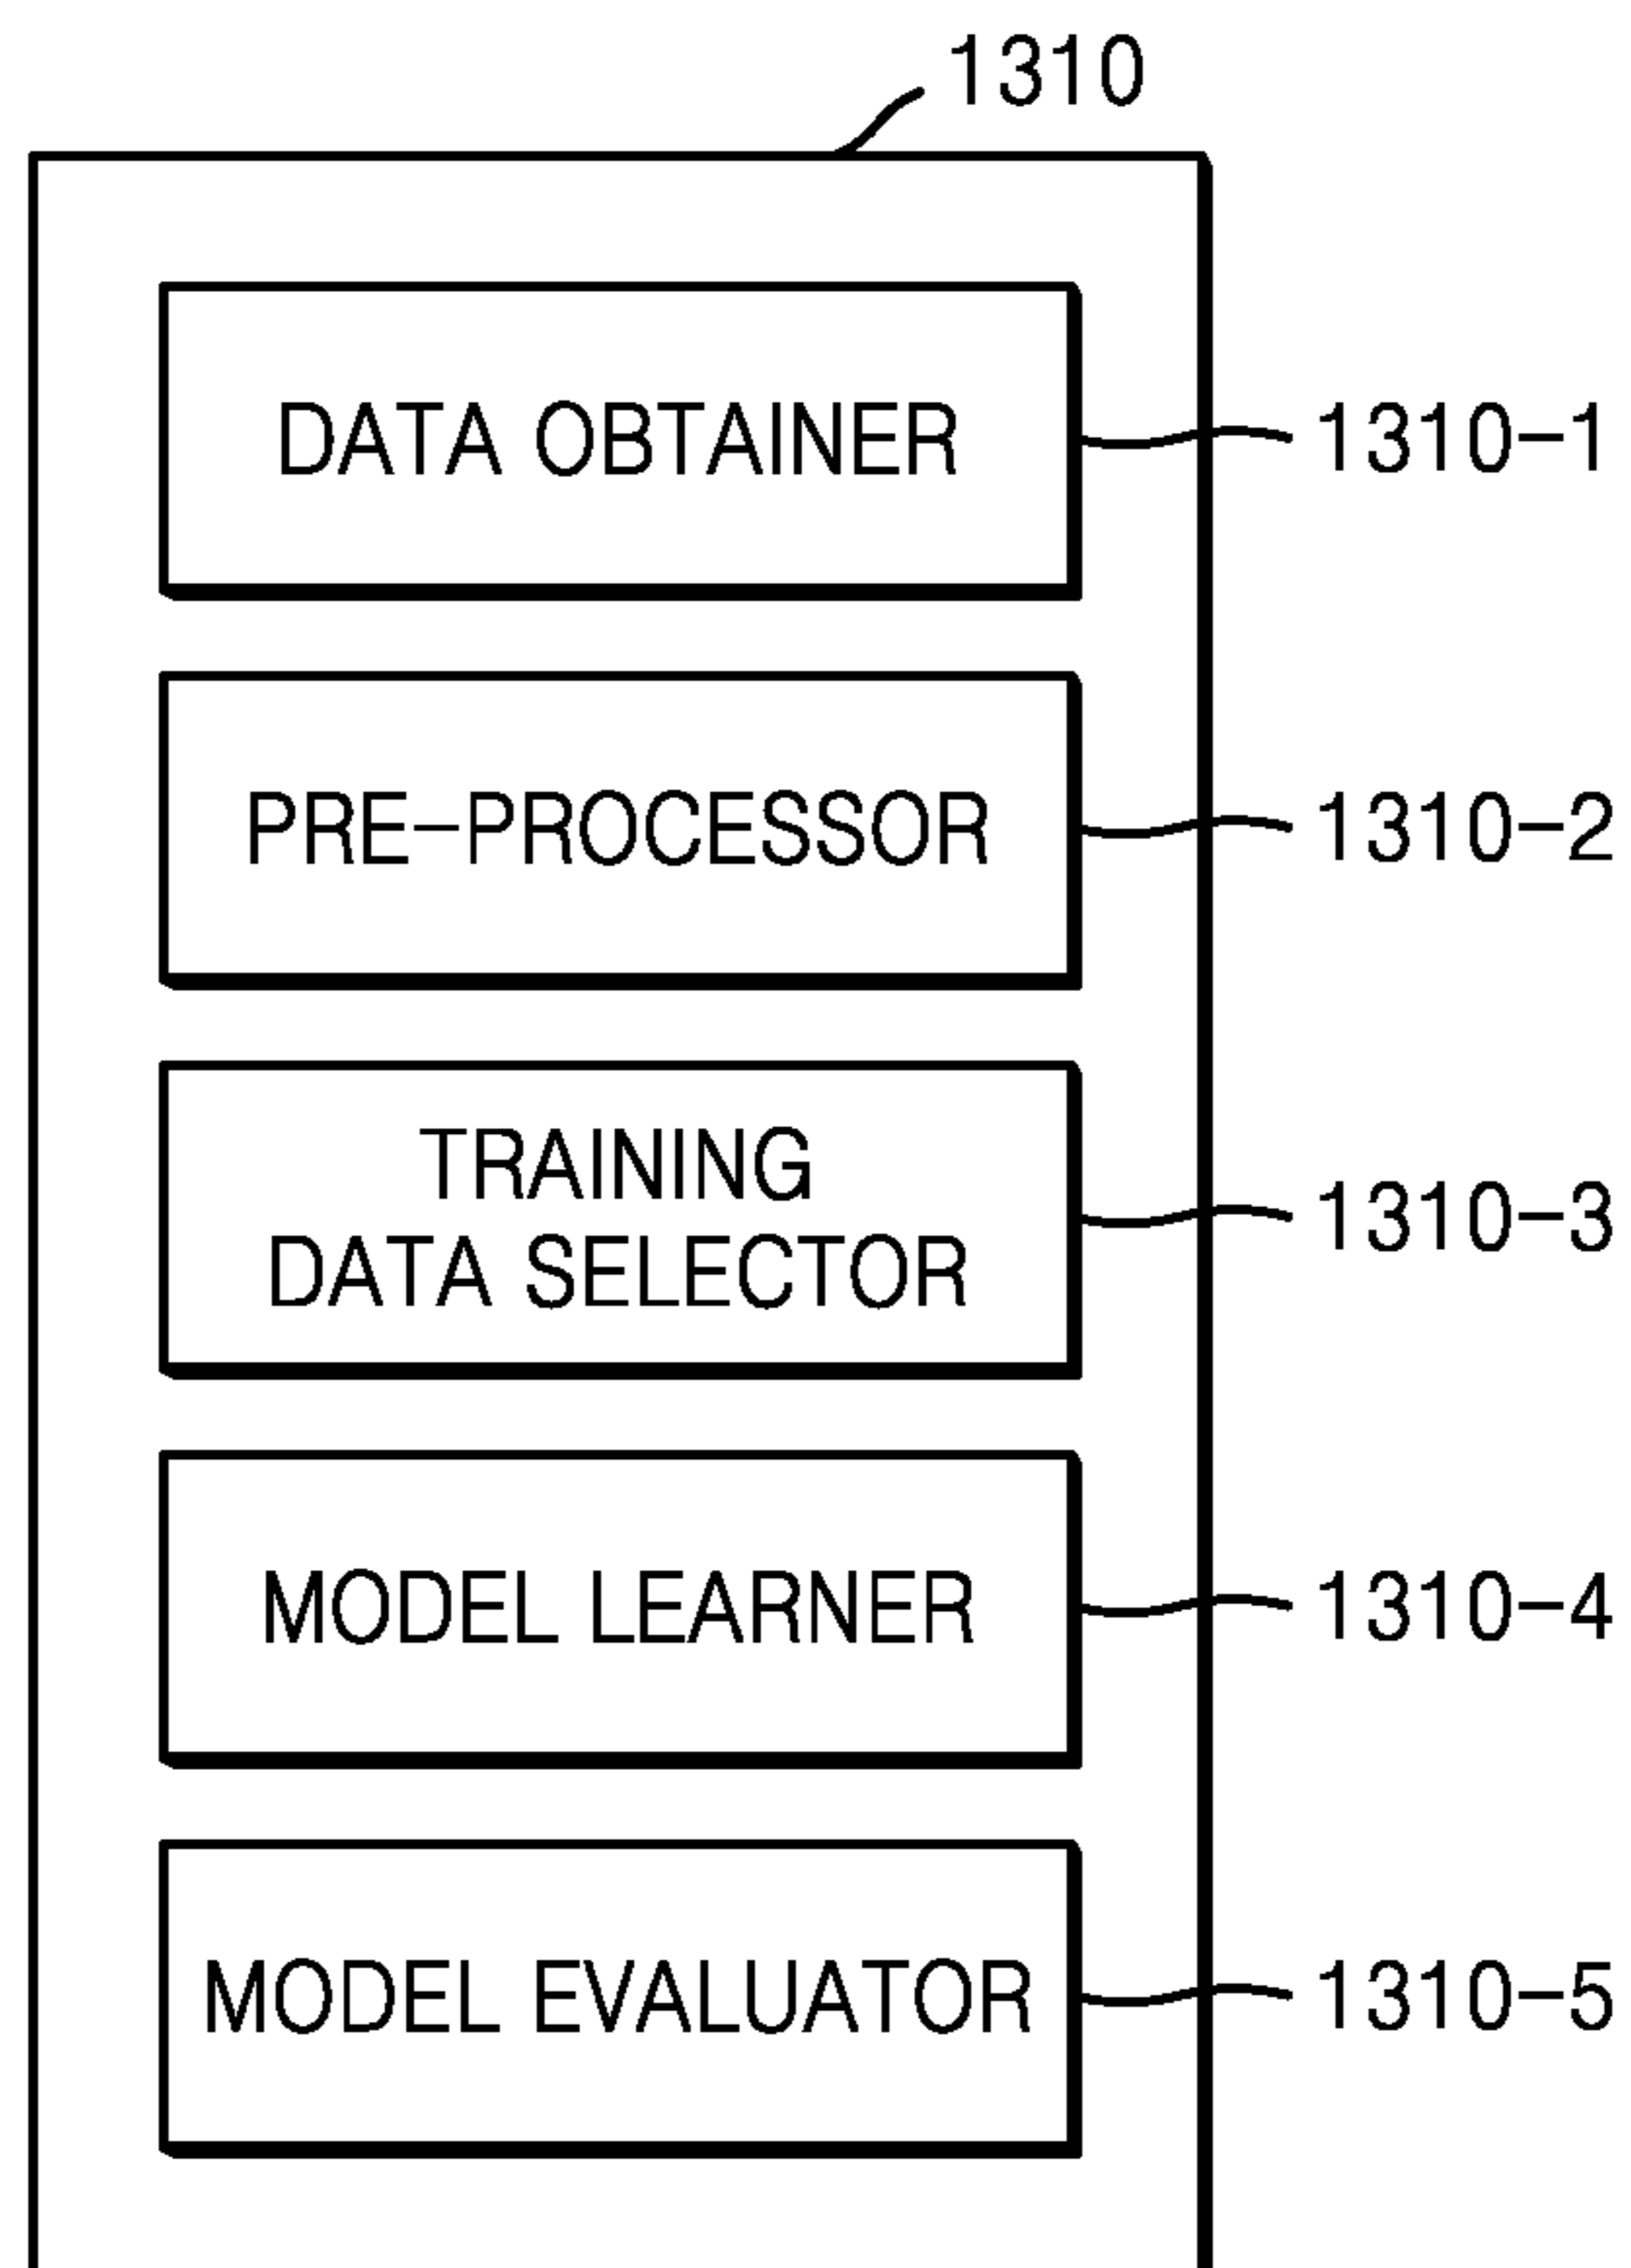 1310
DATA OBTAINER
1310-1
PRE-PROCESSOR
1310-2
TRAINING
DATA SELECTOR
1310-3
MODEL LEARNER
1310-4
MODEL EVALUATOR
1310-5